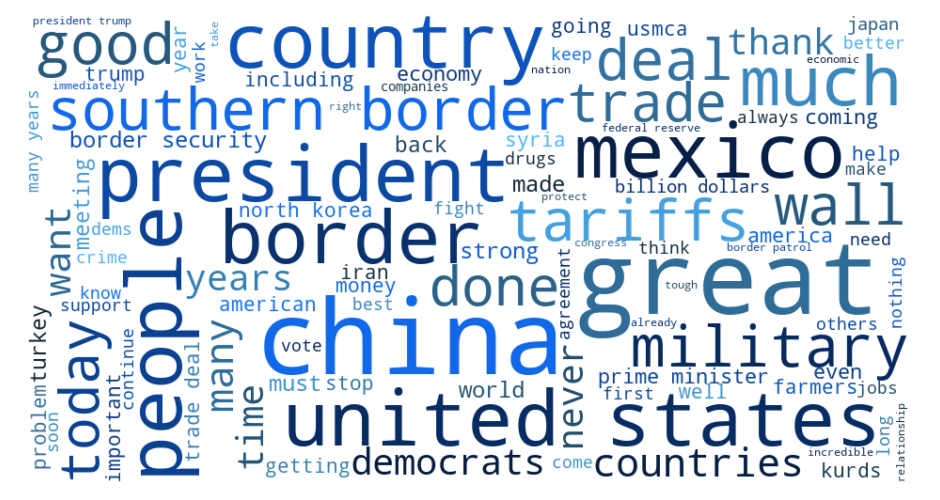 president trump
good
country
going
usmca
japan
take
year
work
deal
thank
better
keep
trump
including
economy
nation
economic
immediately
companies
much
many years
southern border
right
trade
always
coming
border security
back
syria
federal reserve
mexico
help
president
drugs
make
made
billion dollars
meeting
want
people
north korea
fight
protect
tariffs
wall
dems
border
america
need
crime
strong
congress
think
border patrol
years
iran
done
great
tough
nothing
know
money
agreement
support
american
best
china
problem
turkey
today
many
vote
already
others
military
continue
trade deal
never
prime minister
even
important
time
must
stop
world
first
well
farmers
jobs
soon
united states
long
relationship
getting
democrats
come
countries
incredible
kurds